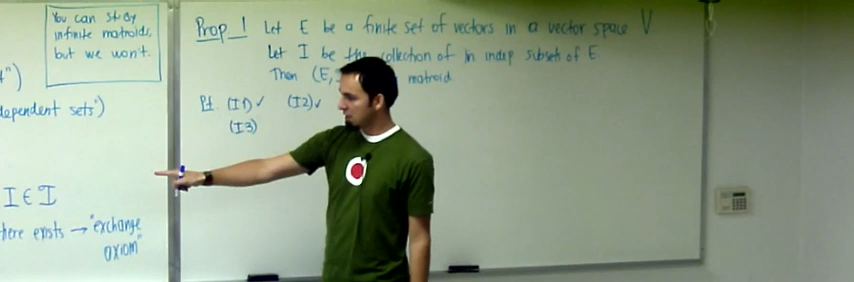 You can study
infinite matroids,
but we won't.
dependent sets")
I ∈ I
here exists → "exchange
axiom"
Prop 1 Let E be a finite set of vectors in a vector space V
Let I be the collection of lin indep subsets of E.
Then (E, matroid
Pf. (I1) ✓ (I2) ✓
(I3)